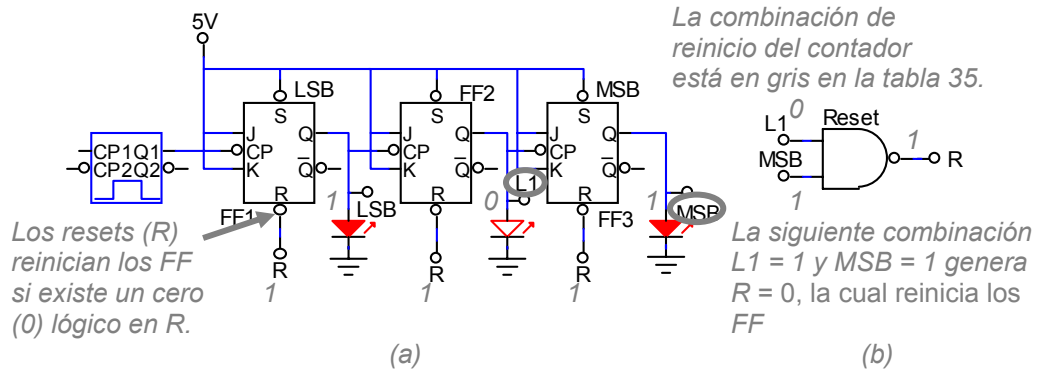 La combinación de
reinicio del contador
está en gris en la tabla 35.
5V
LSB
FF2
MSB
S
S
S
J
Q
J
Q
J
Q
CP
CP
CP
K
Q
K
Q
K
Q
R
R
R
CP1Q1
CP2Q2
FF1
1
LSB
0
L1
FF3
1
MSB
R
1
R
1
R
1
Los resets (R)
reinician los FF
si existe un cero
(0) lógico en R.
(a)
0
L1
Reset
1
R
MSB
1
La siguiente combinación
L1 = 1 y MSB = 1 genera
R = 0, la cual reinicia los
FF
(b)